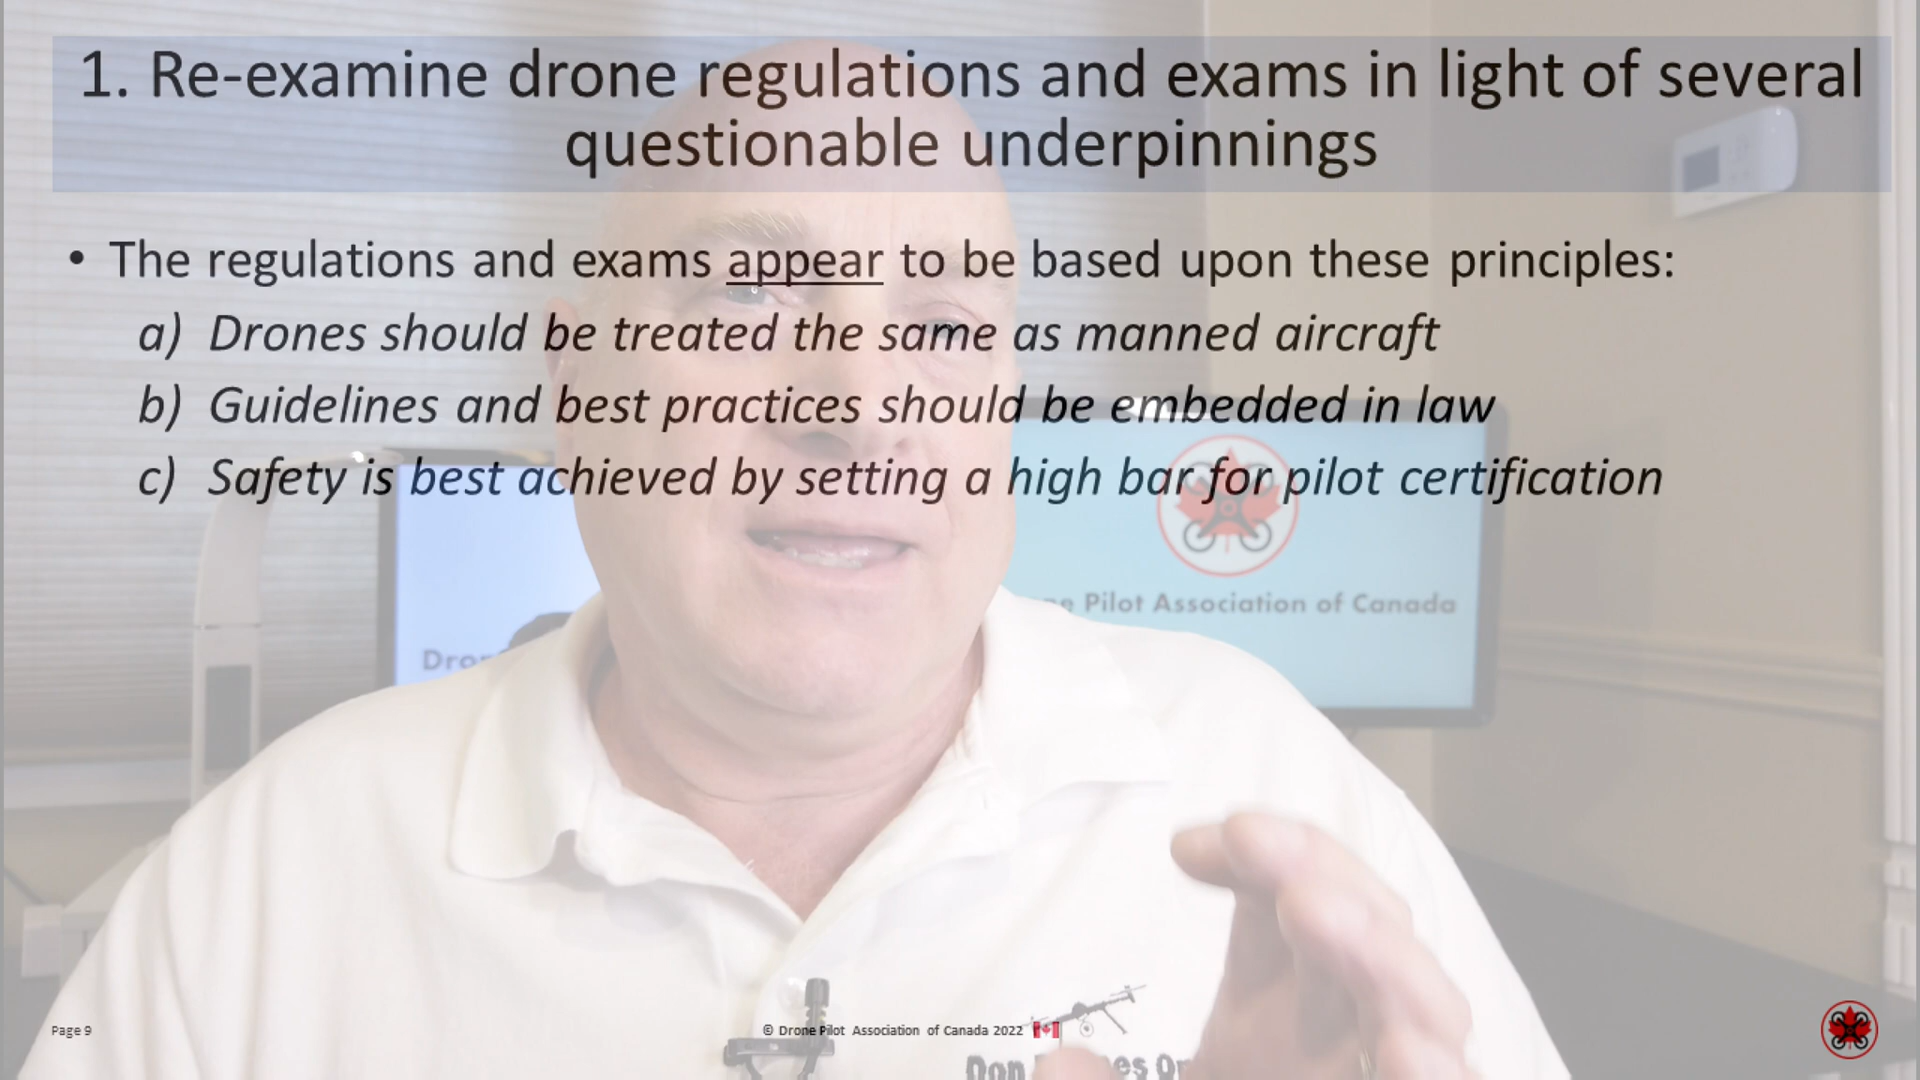 1. Re-examine drone regulations and exams in light of several
questionable underpinnings
• The regulations and exams appear to be based upon these principles:
a) Drones should be treated the same as manned aircraft
b) Guidelines and best practices should be embedded in law
c) Safety is best achieved by setting a high bar for pilot certification
Pilot Association of Canada
Page 9
© Drone Pilot Association of Canada 2022
Don